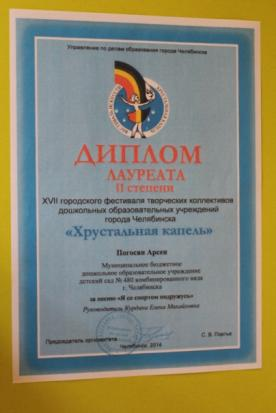 Управление по делам образования города Челябинска
ДИПЛОМ
ЛАУРЕАТА
II степени
XVII городского фестиваля творческих коллективов
дошкольных образовательных учреждений
города Челябинска
«Хрустальная капель»
Погосян Арсен
Муниципальное бюджетное
дошкольное образовательное учреждение
детский сад № 480 комбинированного вида
г. Челябинска
за песню «Я со спортом подружусь»
Руководитель Елена Михайловна
Председатель оргкомитета
С. В.
Челябинск, 2014